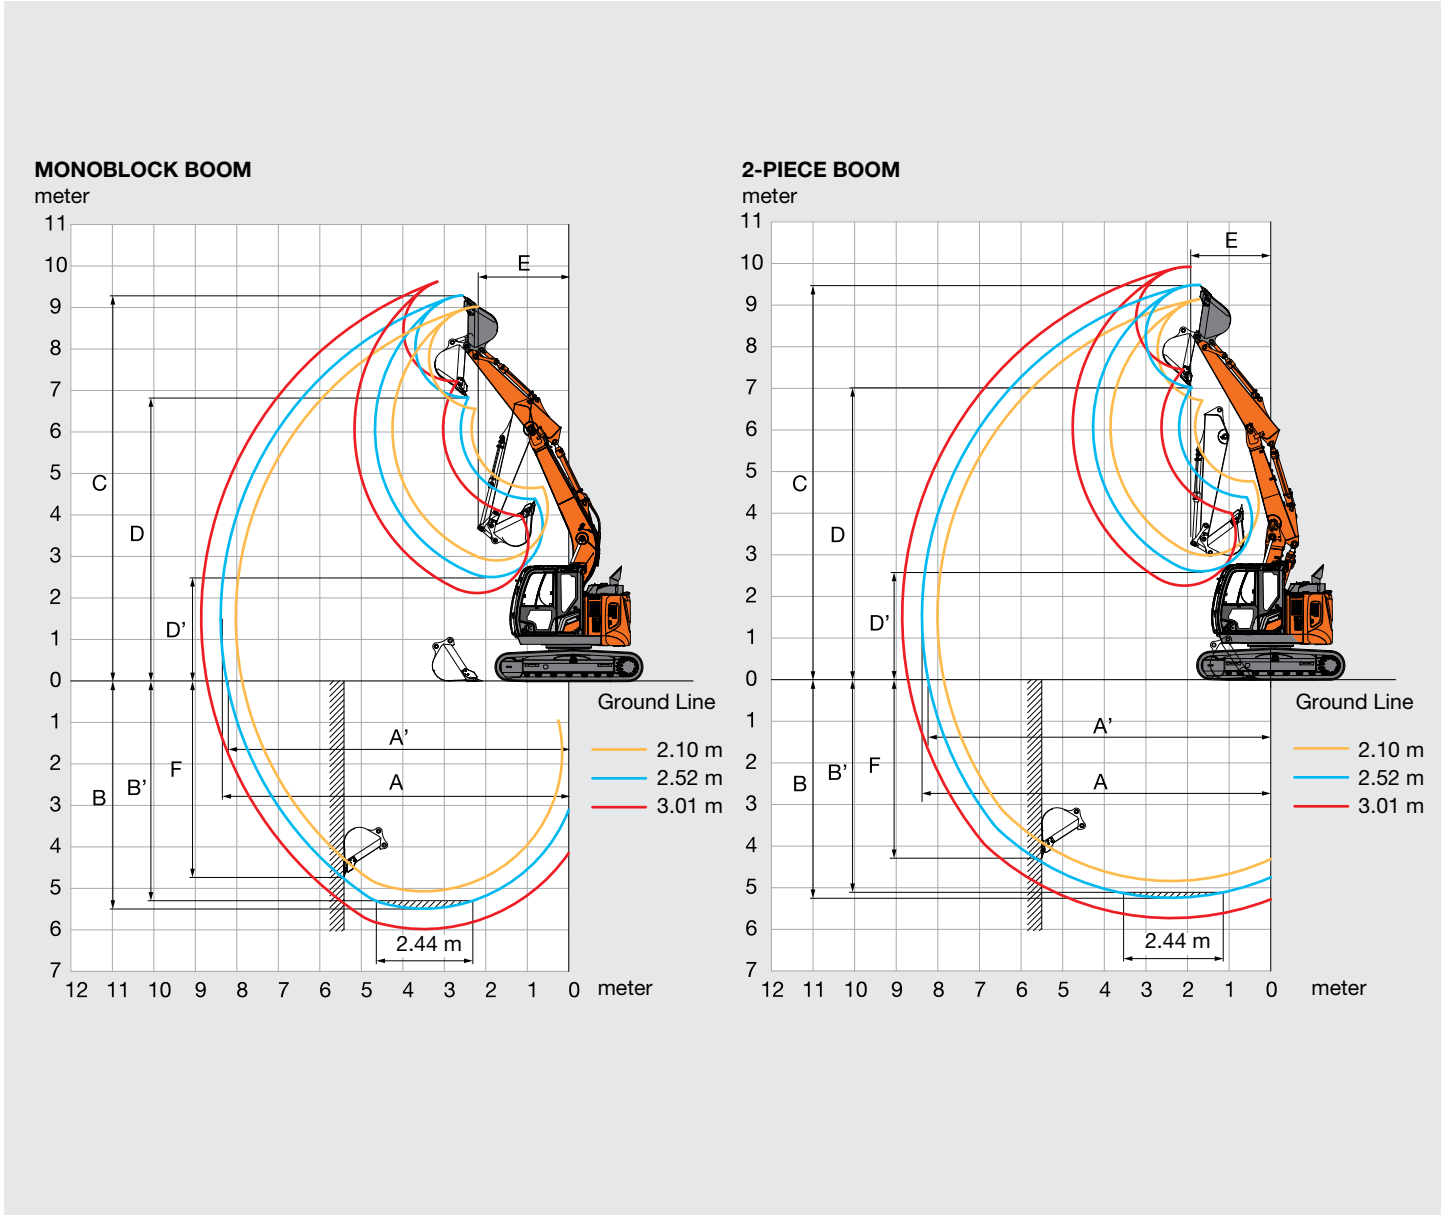 MONOBLOCK BOOM
meter
11
10
9
8
7
6
5
4
3
2
1
0
1
2
3
4
5
6
7
12 11 10 9 8 7 6 5 4 3 2 1 0 meter
E
C
D
D’
A’
A
B
B’
F
2.44 m
Ground Line
2.10 m
2.52 m
3.01 m
2-PIECE BOOM
meter
11
10
9
8
7
6
5
4
3
2
1
0
1
2
3
4
5
6
7
12 11 10 9 8 7 6 5 4 3 2 1 0 meter
E
C
D
D’
A’
A
B
B’
F
2.44 m
Ground Line
2.10 m
2.52 m
3.01 m